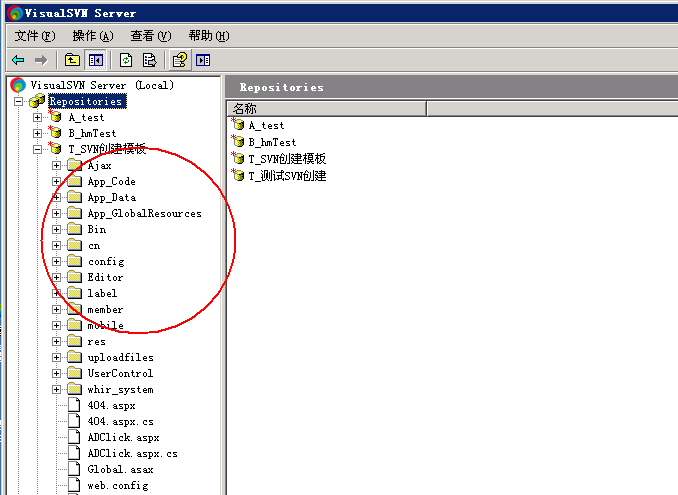 VisualSVN Server
文件(F) 操作(A) 查看(V) 帮助(H)
VisualSVN Server (Local)
Repositories
A_test
B_hmTest
T_SVN创建模板
Ajax
App_Code
App_Data
App_GlobalResources
Bin
cn
config
Editor
label
member
mobile
res
uploadfiles
UserControl
whir_system
404.aspx
404.aspx.cs
ADClick.aspx
ADClick.aspx.cs
Global.asax
web.config
Repositories
名称
A_test
B_hmTest
T_SVN创建模板
T_测试SVN创建